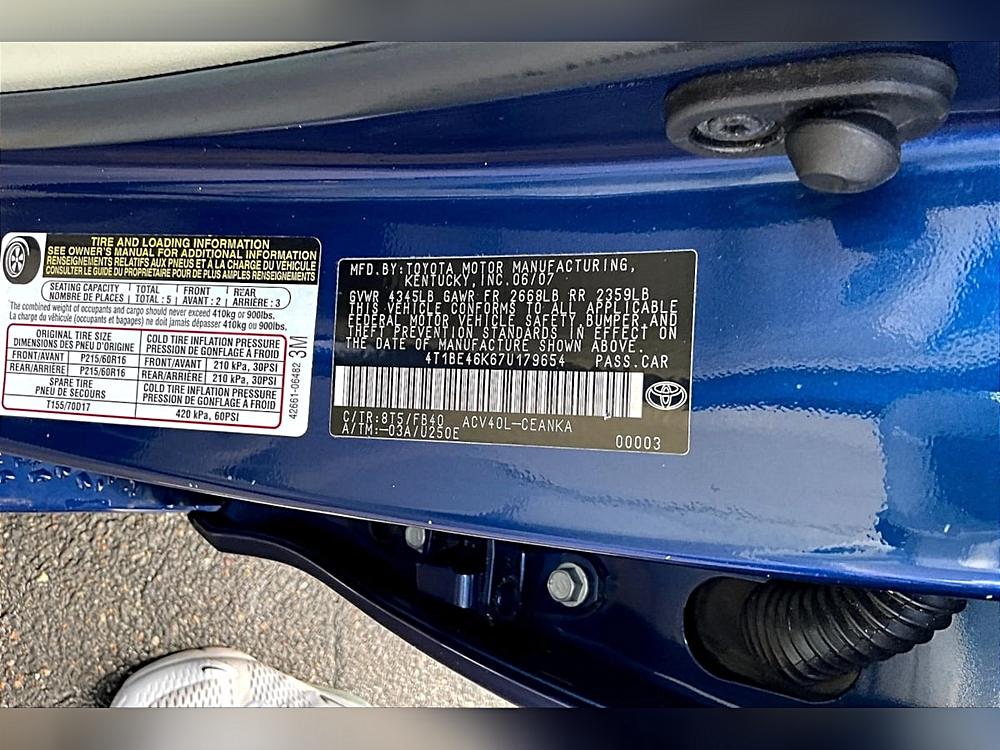 TIRE AND LOADING INFORMATION
SEE OWNER'S MANUAL FOR ADDITIONAL INFORMATION
RENSEIGNEMENTS RELATIFS AUX PNEUS ET À LA CHARGE DU VÉHICULE
CONSULTER LE GUIDE DU PROPRIÉTAIRE POUR DE PLUS AMPLES RENSEIGNEMENTS
SEATING CAPACITY TOTAL FRONT REAR
NOMBRE DE PLACES TOTAL : 5 AVANT : 2 ARRIÈRE : 3
The combined weight of occupants and cargo should never exceed 410kg or 900lbs.
La charge du véhicule (occupants et bagages) ne doit jamais dépasser 410kg ou 900lbs.
ORIGINAL TIRE SIZE COLD TIRE INFLATION PRESSURE
DIMENSIONS DES PNEU D'ORIGINE PRESSION DE GONFLAGE À FROID
FRONT/AVANT P215/60R16 FRONT/AVANT 210 kPa, 30PSI
REAR/ARRIÈRE P215/60R16 REAR/ARRIÈRE 210 kPa, 30PSI
SPARE TIRE COLD TIRE INFLATION PRESSURE
PNEU DE SECOURS PRESSION DE GONFLAGE À FROID
T155/70D17 420 kPa, 60PSI
42661-06482 3M
MFD.BY:TOYOTA MOTOR MANUFACTURING,
KENTUCKY,INC.06/07
GVWR 4345LB GAWR FR 2668LB RR 2359LB
THIS VEHICLE CONFORMS TO ALL APPLICABLE
FEDERAL MOTOR VEHICLE SAFETY,BUMPER,AND
THEFT PREVENTION STANDARDS IN EFFECT ON
THE DATE OF MANUFACTURE SHOWN ABOVE.
4T1BE46K67U179654 PASS.CAR
C/TR:8T5/FB40 ACV40L-CEANKA
A/TM:-03A/U250E
00003